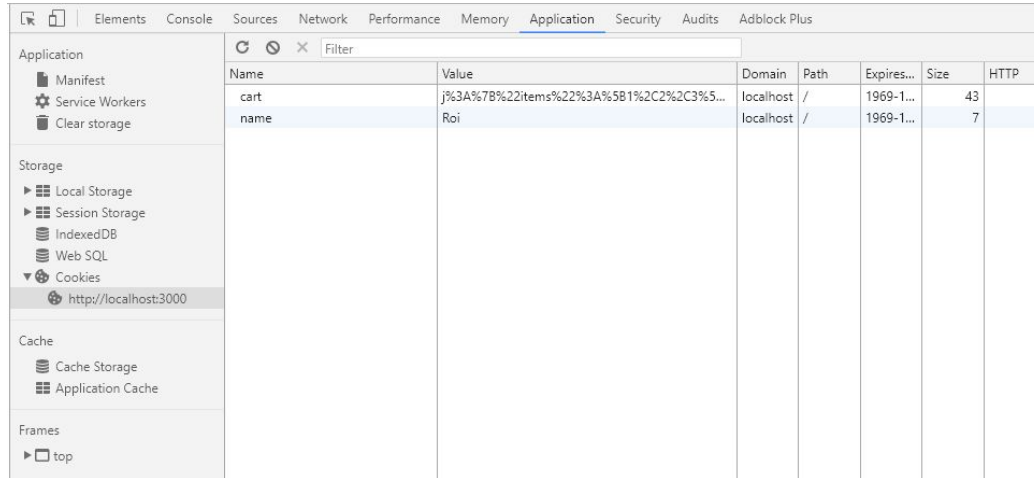 Elements Console Sources Network Performance Memory Application Security Audits Adblock Plus
Application
Manifest
Service Workers
Clear storage
Storage
Local Storage
Session Storage
IndexedDB
Web SQL
Cookies
http://localhost:3000
Cache
Cache Storage
Application Cache
Frames
top
Filter
Name Value Domain Path Expires... Size HTTP
cart j%3A%7B%22items%22%3A%5B1%2C2%2C3%5... localhost / 1969-1... 43
name Roi localhost / 1969-1... 7